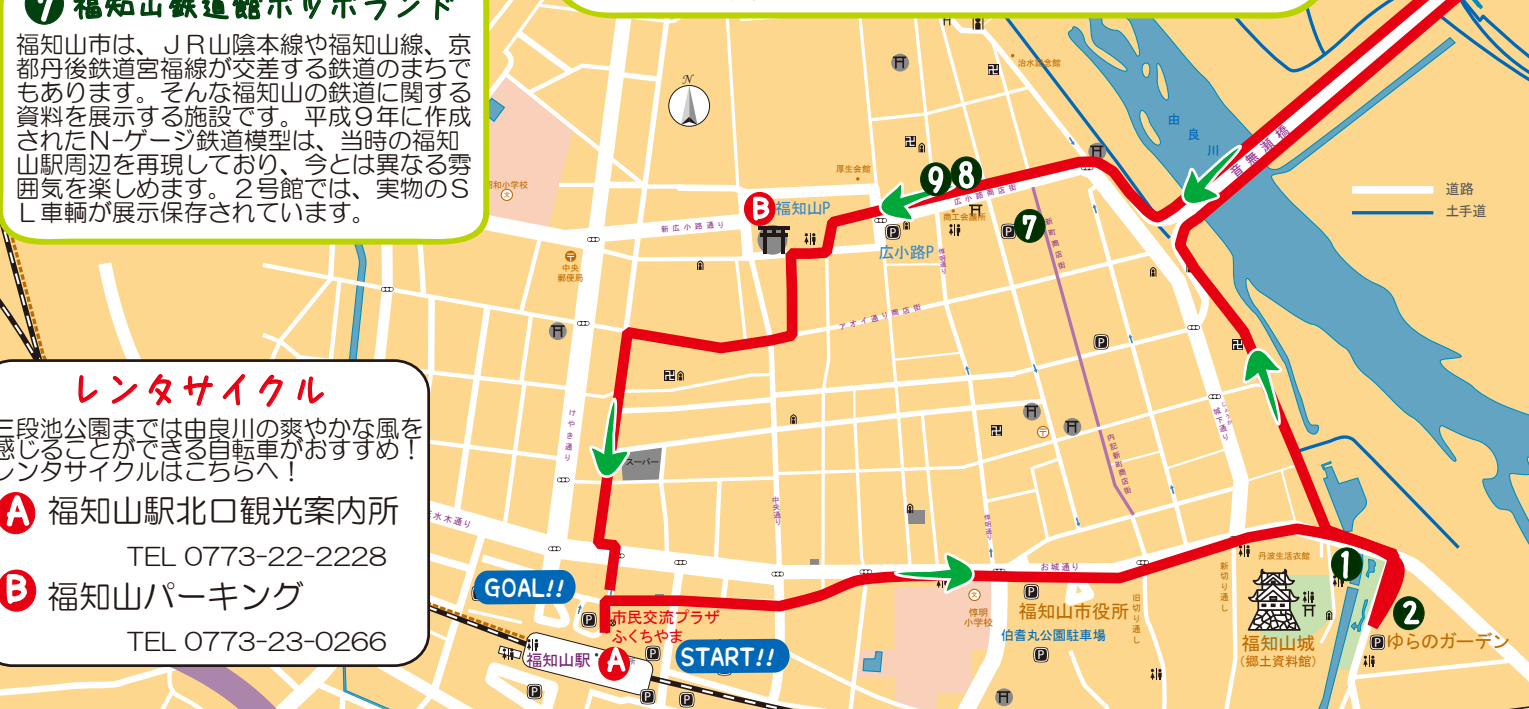 7 福知山鉄道館ポッポランド
福知山市は、ＪＲ山陰本線や福知山線、京
都丹後鉄道宮福線が交差する鉄道のまちで
もあります。そんな福知山の鉄道に関する
資料を展示する施設です。平成９年に作成
されたN-ゲージ鉄道模型は、当時の福知
山駅周辺を再現しており、今とは異なる雰
囲気を楽しめます。２号館では、実物のＳ
Ｌ車輌が展示保存されています。
レンタサイクル
三段池公園までは由良川の爽やかな風を
感じることができる自転車がおすすめ！
レンタサイクルはこちらへ！
A 福知山駅北口観光案内所
TEL 0773-22-2228
B 福知山パーキング
TEL 0773-23-0266
N
治水記念館
由良川
音無瀬橋
道路
土手道
厚生会館
昭和小学校
文
9 8
広小路商店街
商工会議所
B 福知山P
新広小路通り
P
広小路P
P 7
新町商店街
惇明通り
中央
郵便局
アオイ通り商店街
P
けやき通り
スーパー
内記新町商店街
城下通り
中央通り
惇明通り
お城通り
丹波生活衣館
新切り通し
旧切り通し
1
2
P ゆらのガーデン
福知山城
(郷土資料館)
P
福知山市役所
文
惇明
小学校
伯耆丸公園駐車場
P
GOAL!!
P
市民交流プラザ
ふくちやま
START!!
P
福知山駅
A
P
P
P